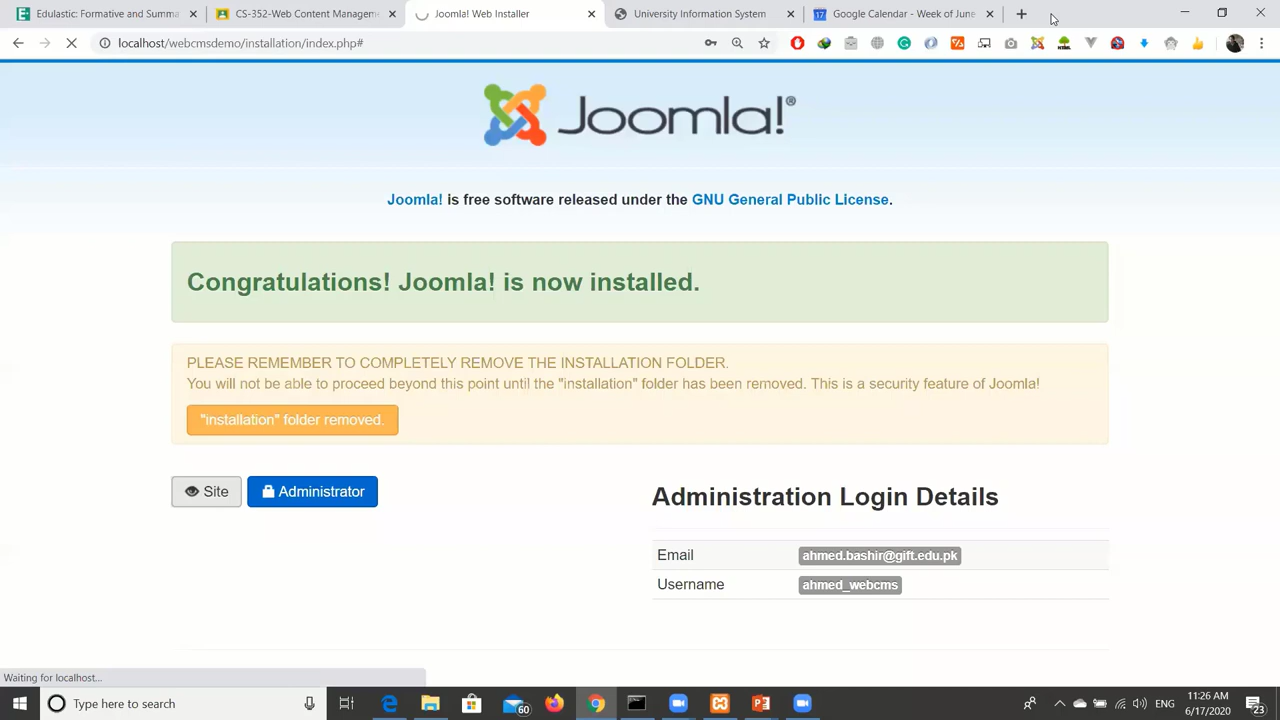 Edulastic: Formative and Summa
CS-352-Web Content Managem
Joomla! Web Installer
University Information System
Google Calendar - Week of June
localhost/webcmsdemo/installation/index.php#
Joomla!®
Joomla! is free software released under the GNU General Public License.
Congratulations! Joomla! is now installed.
PLEASE REMEMBER TO COMPLETELY REMOVE THE INSTALLATION FOLDER.
You will not be able to proceed beyond this point until the "installation" folder has been removed. This is a security feature of Joomla!
"installation" folder removed.
Site
Administrator
Administration Login Details
Email ahmed.bashir@gift.edu.pk
Username ahmed_webcms
Waiting for localhost...
Type here to search
60
ENG
11:26 AM
6/17/2020
23